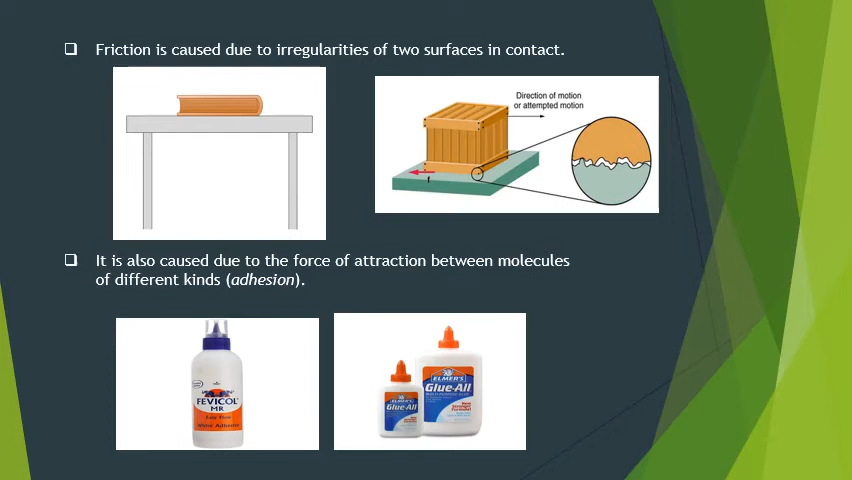 Friction is caused due to irregularities of two surfaces in contact.
Direction of motion
or attempted motion
f
It is also caused due to the force of attraction between molecules
of different kinds (adhesion).
FEVICOL
MR
ELMER'S
Glue-All
ELMER'S
Glue-All